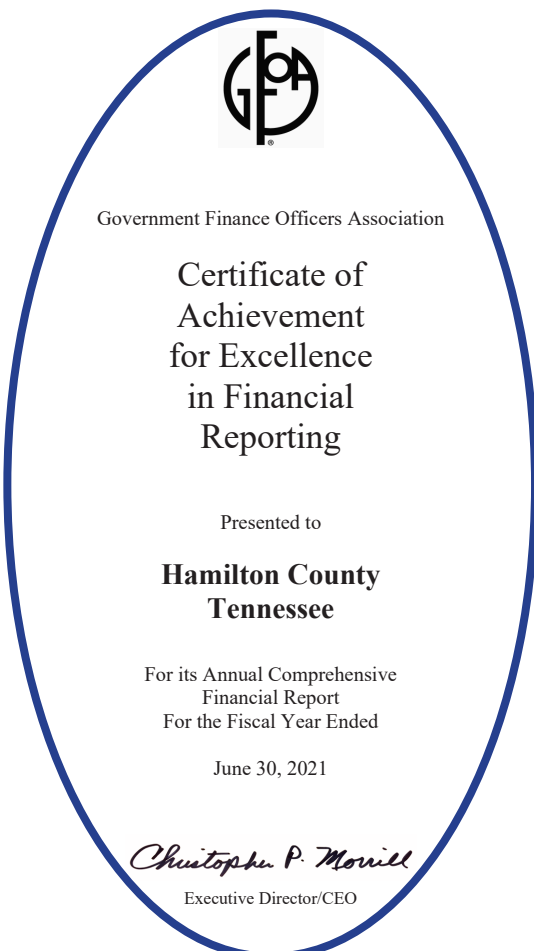 GFOA
®
Government Finance Officers Association
Certificate of
Achievement
for Excellence
in Financial
Reporting
Presented to
Hamilton County
Tennessee
For its Annual Comprehensive
Financial Report
For the Fiscal Year Ended
June 30, 2021
Christopher P. Morrill
Executive Director/CEO